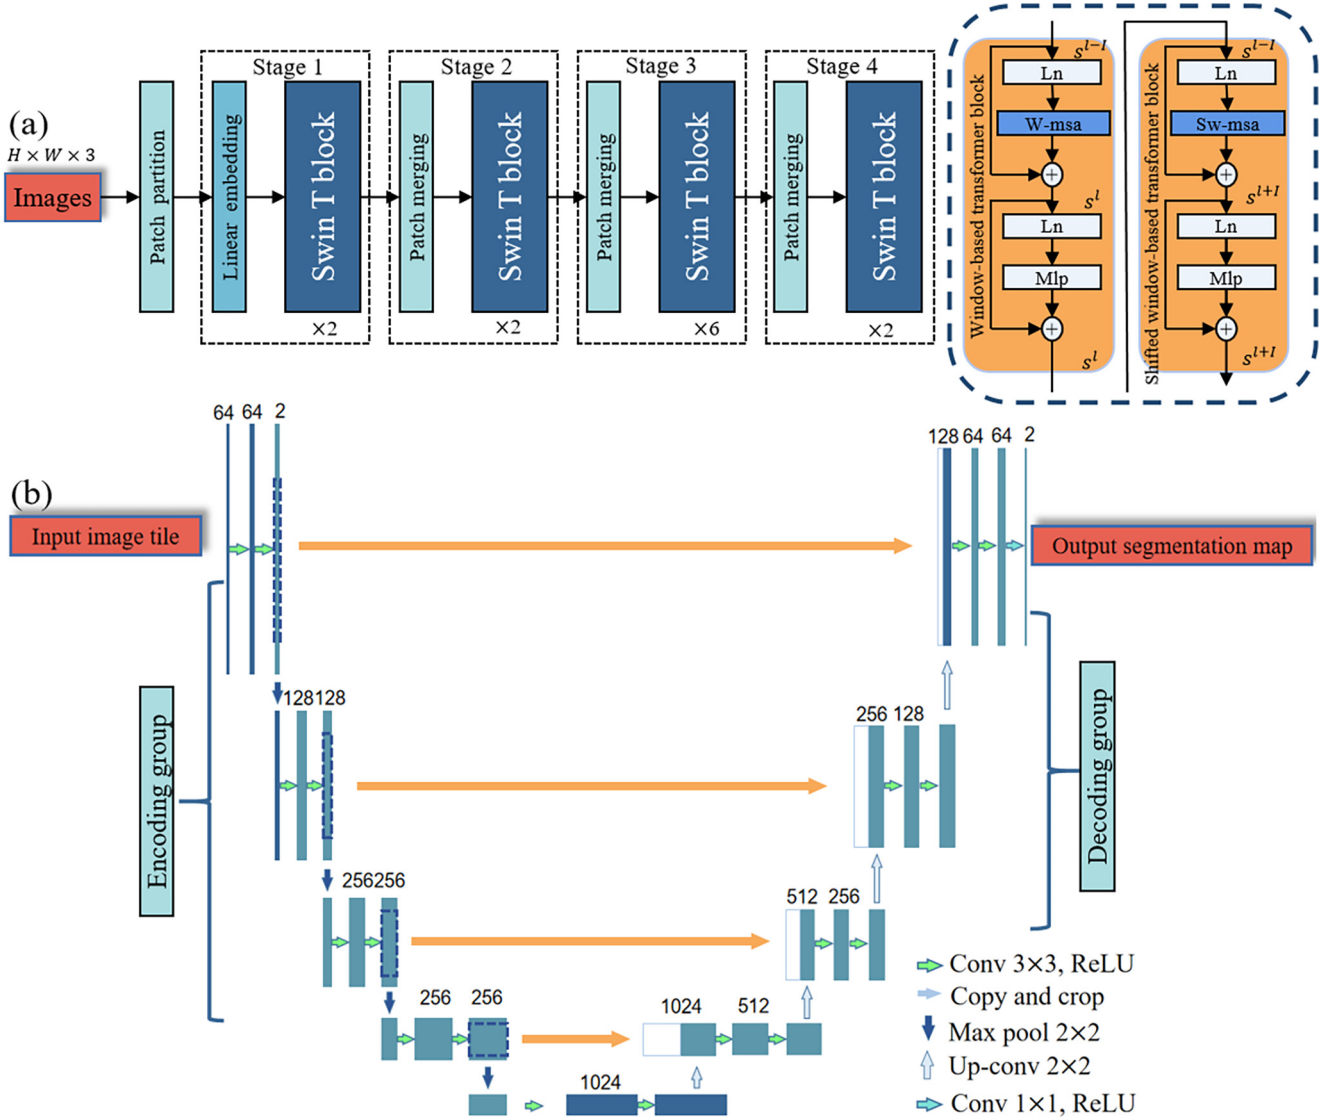 (a)
H × W × 3
Images
Patch partition
Stage 1
Linear embedding
Swin T block
×2
Stage 2
Patch merging
Swin T block
×2
Stage 3
Patch merging
Swin T block
×6
Stage 4
Patch merging
Swin T block
×2
Window-based transformer block
s^{l−1}
Ln
W-msa
+
s^l
Ln
Mlp
+
s^l
Shifted window-based transformer block
s^{l−1}
Ln
Sw-msa
+
s^{l+1}
Ln
Mlp
+
s^{l+1}
(b)
64 64 2
Input image tile
128 64 64 2
Output segmentation map
Encoding group
128 128
256 128
Decoding group
256 256
512 256
256 256
1024 512
1024
Conv 3×3, ReLU
Copy and crop
Max pool 2×2
Up-conv 2×2
Conv 1×1, ReLU